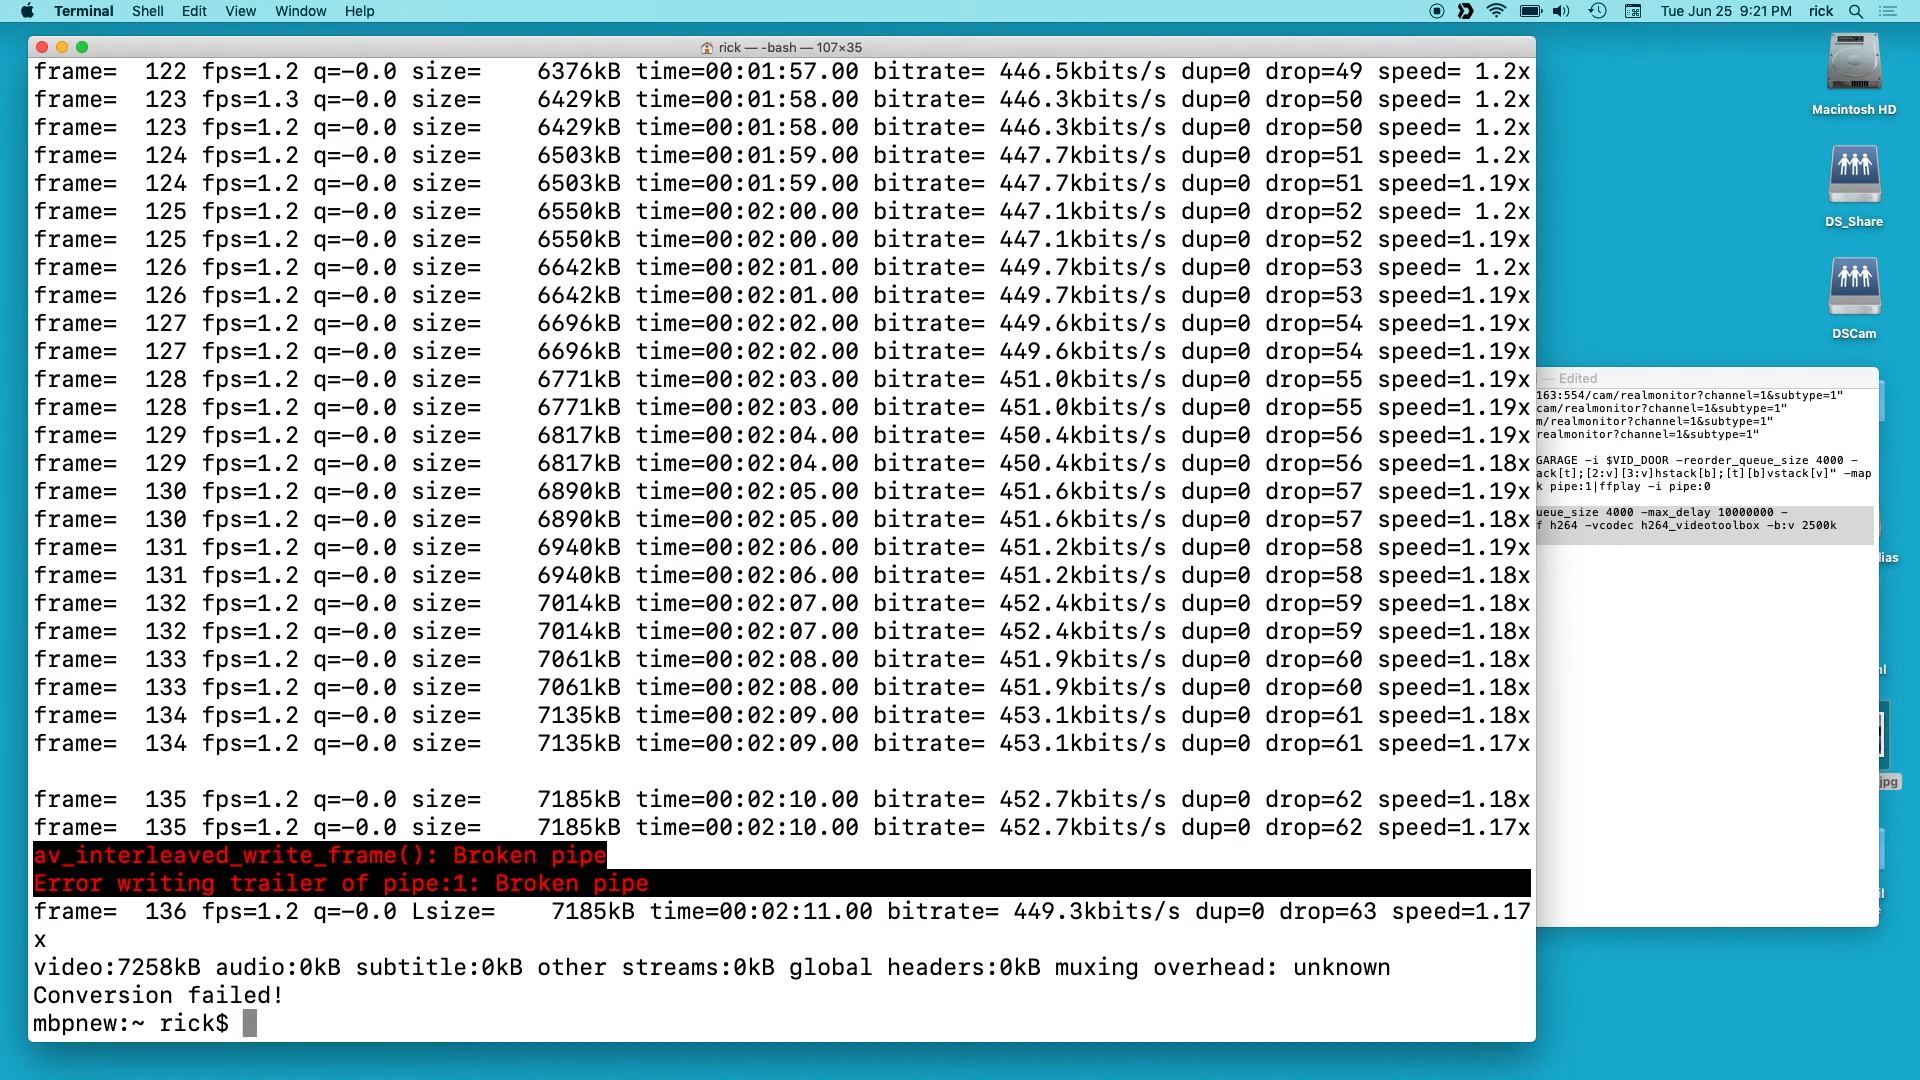 Terminal Shell Edit View Window Help Tue Jun 25 9:21 PM rick
rick — -bash — 107×35
frame=  122 fps=1.2 q=-0.0 size=    6376kB time=00:01:57.00 bitrate= 446.5kbits/s dup=0 drop=49 speed= 1.2x
frame=  123 fps=1.3 q=-0.0 size=    6429kB time=00:01:58.00 bitrate= 446.3kbits/s dup=0 drop=50 speed= 1.2x
frame=  123 fps=1.2 q=-0.0 size=    6429kB time=00:01:58.00 bitrate= 446.3kbits/s dup=0 drop=50 speed= 1.2x
frame=  124 fps=1.2 q=-0.0 size=    6503kB time=00:01:59.00 bitrate= 447.7kbits/s dup=0 drop=51 speed= 1.2x
frame=  124 fps=1.2 q=-0.0 size=    6503kB time=00:01:59.00 bitrate= 447.7kbits/s dup=0 drop=51 speed=1.19x
frame=  125 fps=1.2 q=-0.0 size=    6550kB time=00:02:00.00 bitrate= 447.1kbits/s dup=0 drop=52 speed= 1.2x
frame=  125 fps=1.2 q=-0.0 size=    6550kB time=00:02:00.00 bitrate= 447.1kbits/s dup=0 drop=52 speed=1.19x
frame=  126 fps=1.2 q=-0.0 size=    6642kB time=00:02:01.00 bitrate= 449.7kbits/s dup=0 drop=53 speed= 1.2x
frame=  126 fps=1.2 q=-0.0 size=    6642kB time=00:02:01.00 bitrate= 449.7kbits/s dup=0 drop=53 speed=1.19x
frame=  127 fps=1.2 q=-0.0 size=    6696kB time=00:02:02.00 bitrate= 449.6kbits/s dup=0 drop=54 speed=1.19x
frame=  127 fps=1.2 q=-0.0 size=    6696kB time=00:02:02.00 bitrate= 449.6kbits/s dup=0 drop=54 speed=1.19x
frame=  128 fps=1.2 q=-0.0 size=    6771kB time=00:02:03.00 bitrate= 451.0kbits/s dup=0 drop=55 speed=1.19x
frame=  128 fps=1.2 q=-0.0 size=    6771kB time=00:02:03.00 bitrate= 451.0kbits/s dup=0 drop=55 speed=1.19x
frame=  129 fps=1.2 q=-0.0 size=    6817kB time=00:02:04.00 bitrate= 450.4kbits/s dup=0 drop=56 speed=1.19x
frame=  129 fps=1.2 q=-0.0 size=    6817kB time=00:02:04.00 bitrate= 450.4kbits/s dup=0 drop=56 speed=1.18x
frame=  130 fps=1.2 q=-0.0 size=    6890kB time=00:02:05.00 bitrate= 451.6kbits/s dup=0 drop=57 speed=1.19x
frame=  130 fps=1.2 q=-0.0 size=    6890kB time=00:02:05.00 bitrate= 451.6kbits/s dup=0 drop=57 speed=1.18x
frame=  131 fps=1.2 q=-0.0 size=    6940kB time=00:02:06.00 bitrate= 451.2kbits/s dup=0 drop=58 speed=1.19x
frame=  131 fps=1.2 q=-0.0 size=    6940kB time=00:02:06.00 bitrate= 451.2kbits/s dup=0 drop=58 speed=1.18x
frame=  132 fps=1.2 q=-0.0 size=    7014kB time=00:02:07.00 bitrate= 452.4kbits/s dup=0 drop=59 speed=1.18x
frame=  132 fps=1.2 q=-0.0 size=    7014kB time=00:02:07.00 bitrate= 452.4kbits/s dup=0 drop=59 speed=1.18x
frame=  133 fps=1.2 q=-0.0 size=    7061kB time=00:02:08.00 bitrate= 451.9kbits/s dup=0 drop=60 speed=1.18x
frame=  133 fps=1.2 q=-0.0 size=    7061kB time=00:02:08.00 bitrate= 451.9kbits/s dup=0 drop=60 speed=1.18x
frame=  134 fps=1.2 q=-0.0 size=    7135kB time=00:02:09.00 bitrate= 453.1kbits/s dup=0 drop=61 speed=1.18x
frame=  134 fps=1.2 q=-0.0 size=    7135kB time=00:02:09.00 bitrate= 453.1kbits/s dup=0 drop=61 speed=1.17x
frame=  135 fps=1.2 q=-0.0 size=    7185kB time=00:02:10.00 bitrate= 452.7kbits/s dup=0 drop=62 speed=1.18x
frame=  135 fps=1.2 q=-0.0 size=    7185kB time=00:02:10.00 bitrate= 452.7kbits/s dup=0 drop=62 speed=1.17x
av_interleaved_write_frame(): Broken pipe
Error writing trailer of pipe:1: Broken pipe
frame=  136 fps=1.2 q=-0.0 Lsize=    7185kB time=00:02:11.00 bitrate= 449.3kbits/s dup=0 drop=63 speed=1.17
x
video:7258kB audio:0kB subtitle:0kB other streams:0kB global headers:0kB muxing overhead: unknown
Conversion failed!
mbpnew:~ rick$
— Edited
163:554/cam/realmonitor?channel=1&subtype=1"
cam/realmonitor?channel=1&subtype=1"
m/realmonitor?channel=1&subtype=1"
realmonitor?channel=1&subtype=1"
GARAGE -i $VID_DOOR -reorder_queue_size 4000 -
ack[t];[2:v][3:v]hstack[b];[t][b]vstack[v]" -map
k pipe:1|ffplay -i pipe:0
ueue_size 4000 -max_delay 10000000 -
f h264 -vcodec h264_videotoolbox -b:v 2500k
Macintosh HD
DS_Share
DSCam
lias
jpg